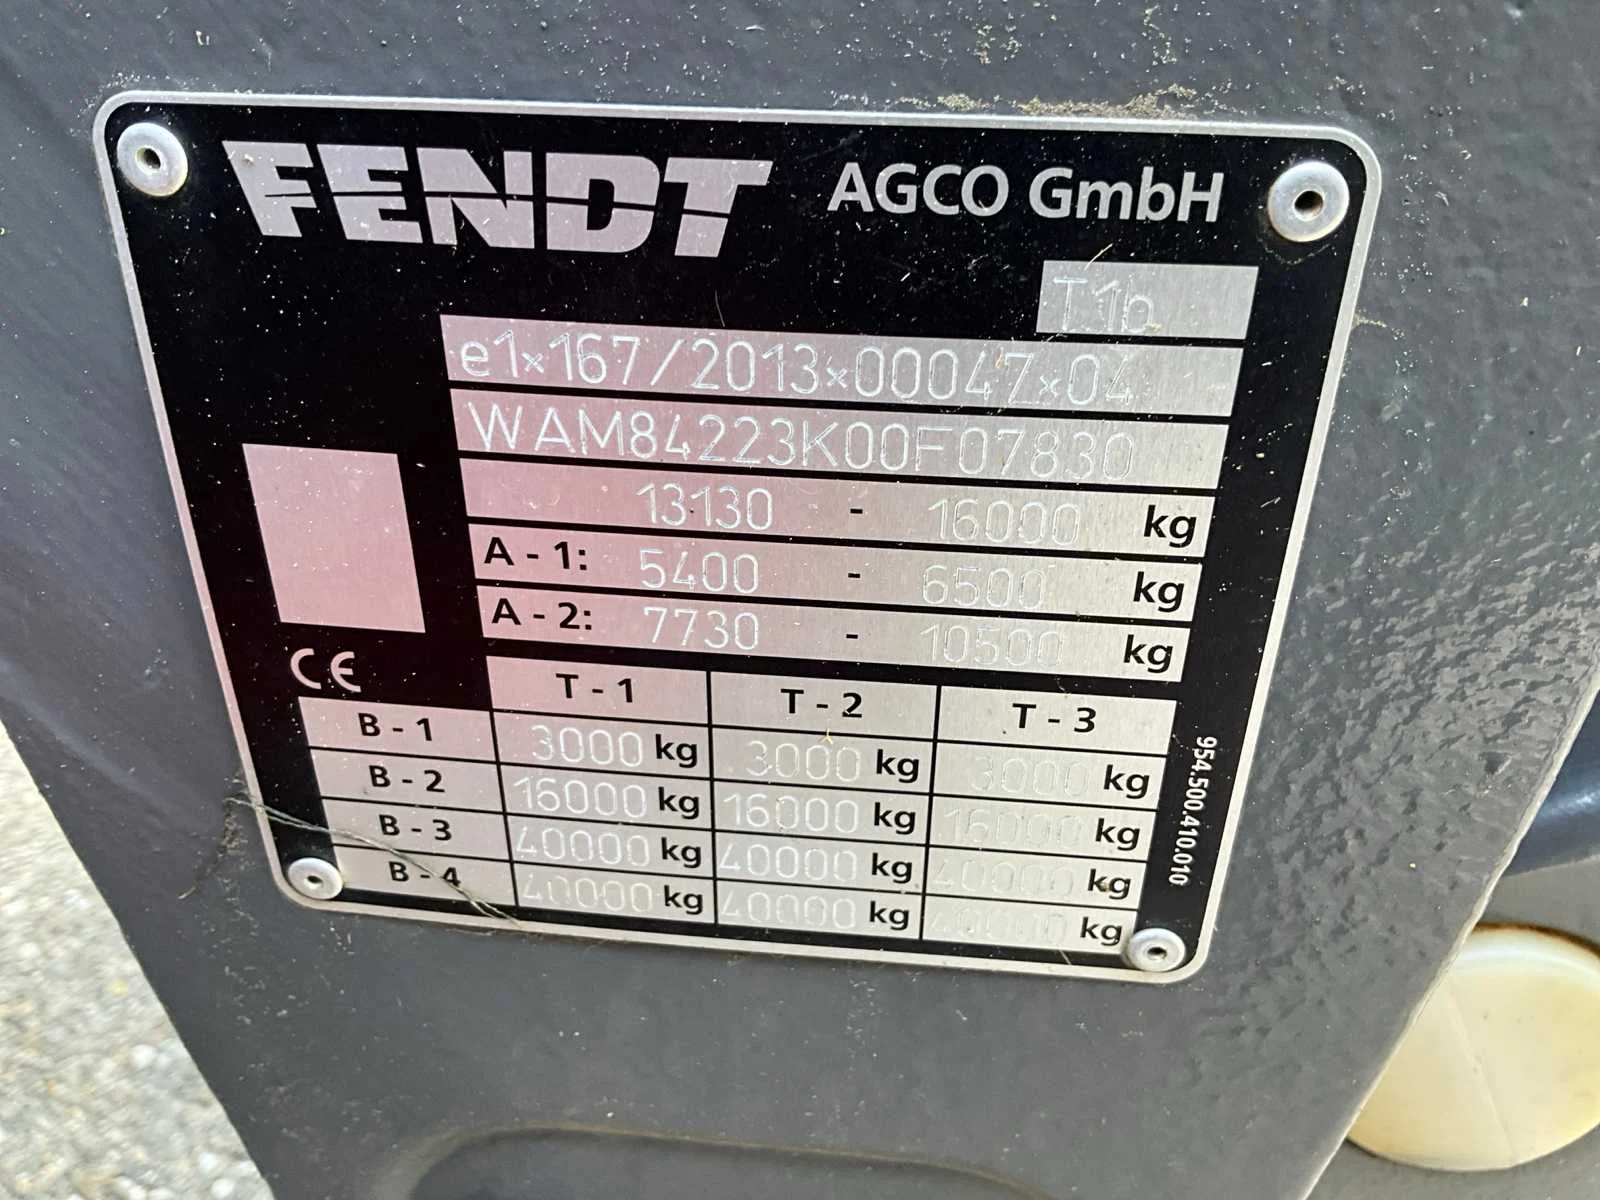 FENDT AGCO GmbH
T1b
e1×167/2013×00047×04
WAM84223K00F07830
13130 - 16000 kg
A - 1: 5400 - 6500 kg
A - 2: 7730 - 10500 kg
CE
T - 1 T - 2 T - 3
B - 1 3000 kg 3000 kg 3000 kg
B - 2 16000 kg 16000 kg 16000 kg
B - 3 40000 kg 40000 kg 40000 kg
B - 4 40000 kg 40000 kg 40000 kg
954.500.410.010